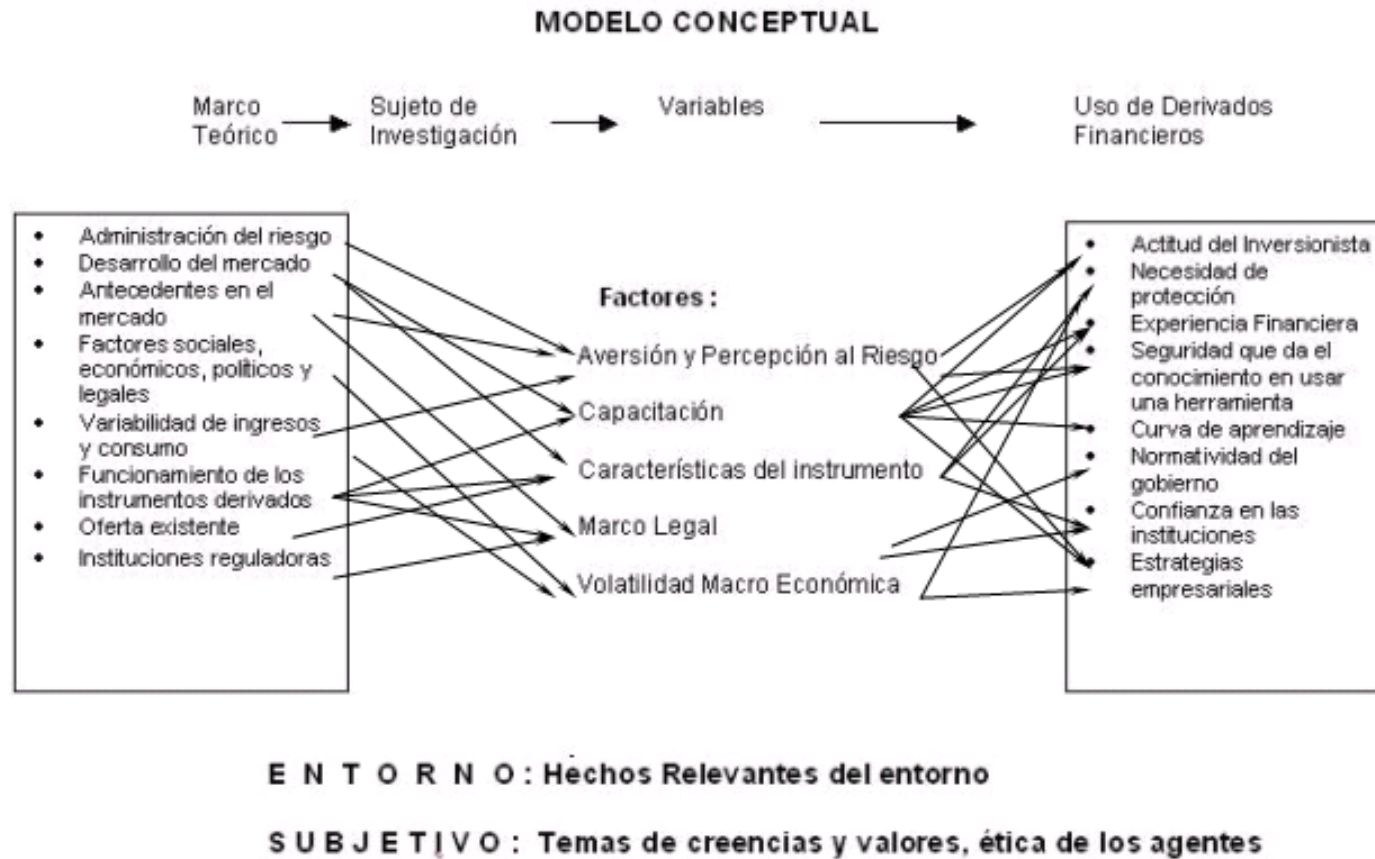 MODELO CONCEPTUAL
Marco
Teórico
Sujeto de
Investigación
Variables
Uso de Derivados
Financieros
• Administración del riesgo
• Desarrollo del mercado
• Antecedentes en el
mercado
• Factores sociales,
económicos, políticos y
legales
• Variabilidad de ingresos
y consumo
• Funcionamiento de los
instrumentos derivados
• Oferta existente
• Instituciones reguladoras
Factores :
Aversión y Percepción al Riesgo
Capacitación
Características del instrumento
Marco Legal
Volatilidad Macro Económica
• Actitud del Inversionista
• Necesidad de
protección
• Experiencia Financiera
• Seguridad que da el
conocimiento en usar
una herramienta
• Curva de aprendizaje
• Normatividad del
gobierno
• Confianza en las
instituciones
• Estrategias
empresariales
E N T O R N O : Hechos Relevantes del entorno
S U B J E T I V O : Temas de creencias y valores, ética de los agentes